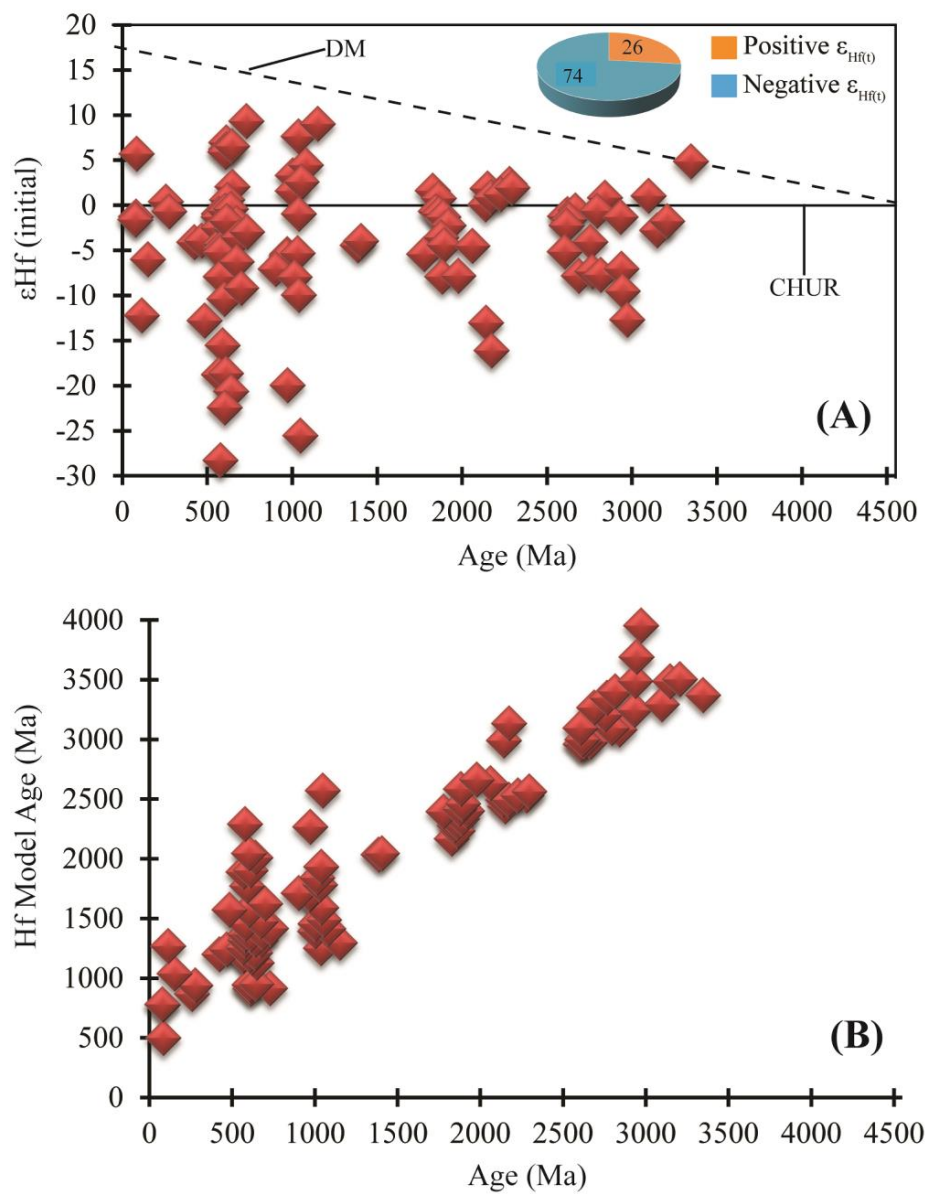 20
15
10
5
0
-5
-10
-15
-20
-25
-30
εHf (initial)
DM
26
74
Positive εHf(t)
Negative εHf(t)
CHUR
(A)
0 500 1000 1500 2000 2500 3000 3500 4000 4500
Age (Ma)
4000
3500
3000
2500
2000
1500
1000
500
0
Hf Model Age (Ma)
(B)
0 500 1000 1500 2000 2500 3000 3500 4000 4500
Age (Ma)